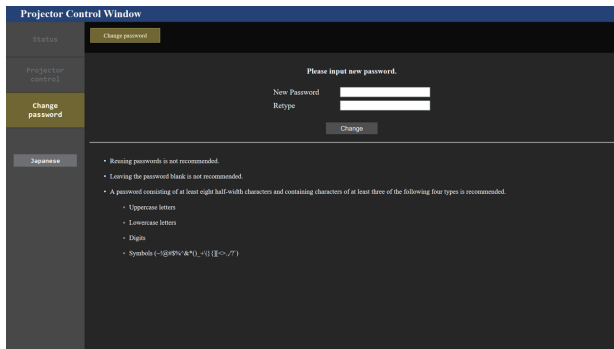 Projector Control Window
Status
Change password
Projector
control
Please input new password.
New Password
Change
password
Retype
Change
Japanese
• Reusing passwords is not recommended.
• Leaving the password blank is not recommended.
• A password consisting of at least eight half-width characters and containing characters of at least three of the following four types is recommended.
• Uppercase letters
• Lowercase letters
• Digits
• Symbols